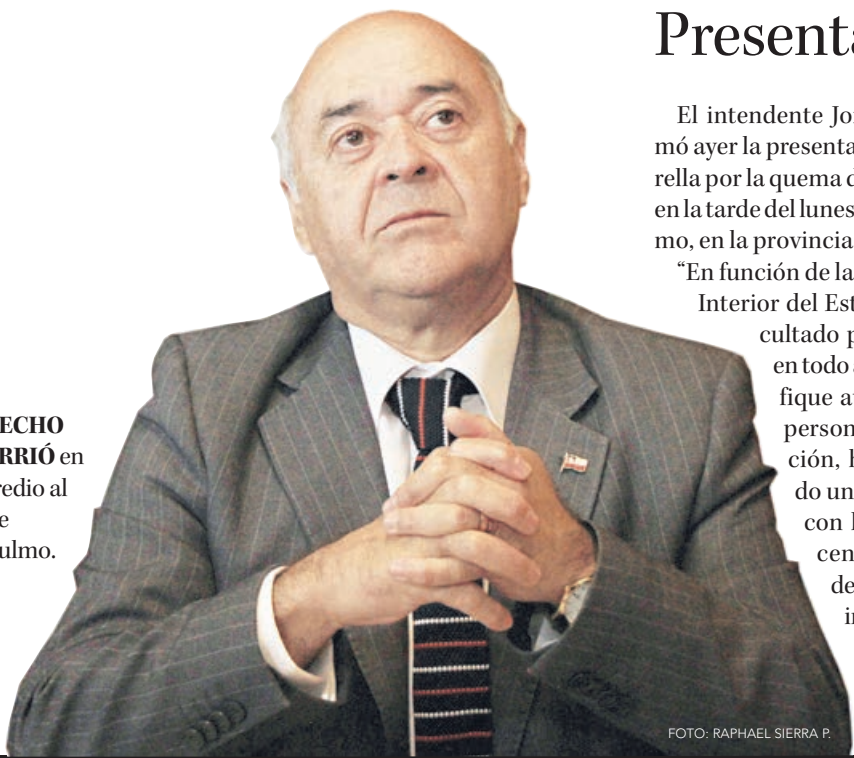 Presenta
El intendente Jo
mó ayer la presenta
rella por la quema d
en la tarde del lunes
mo, en la provincia
“En función de la
Interior del Est
cultado p
en todo
fique a
person
ción, h
do un
con l
cen
de
i
ECHO
RRIÓ en
redio al
e
ulmo.
FOTO: RAPHAEL SIERRA P.